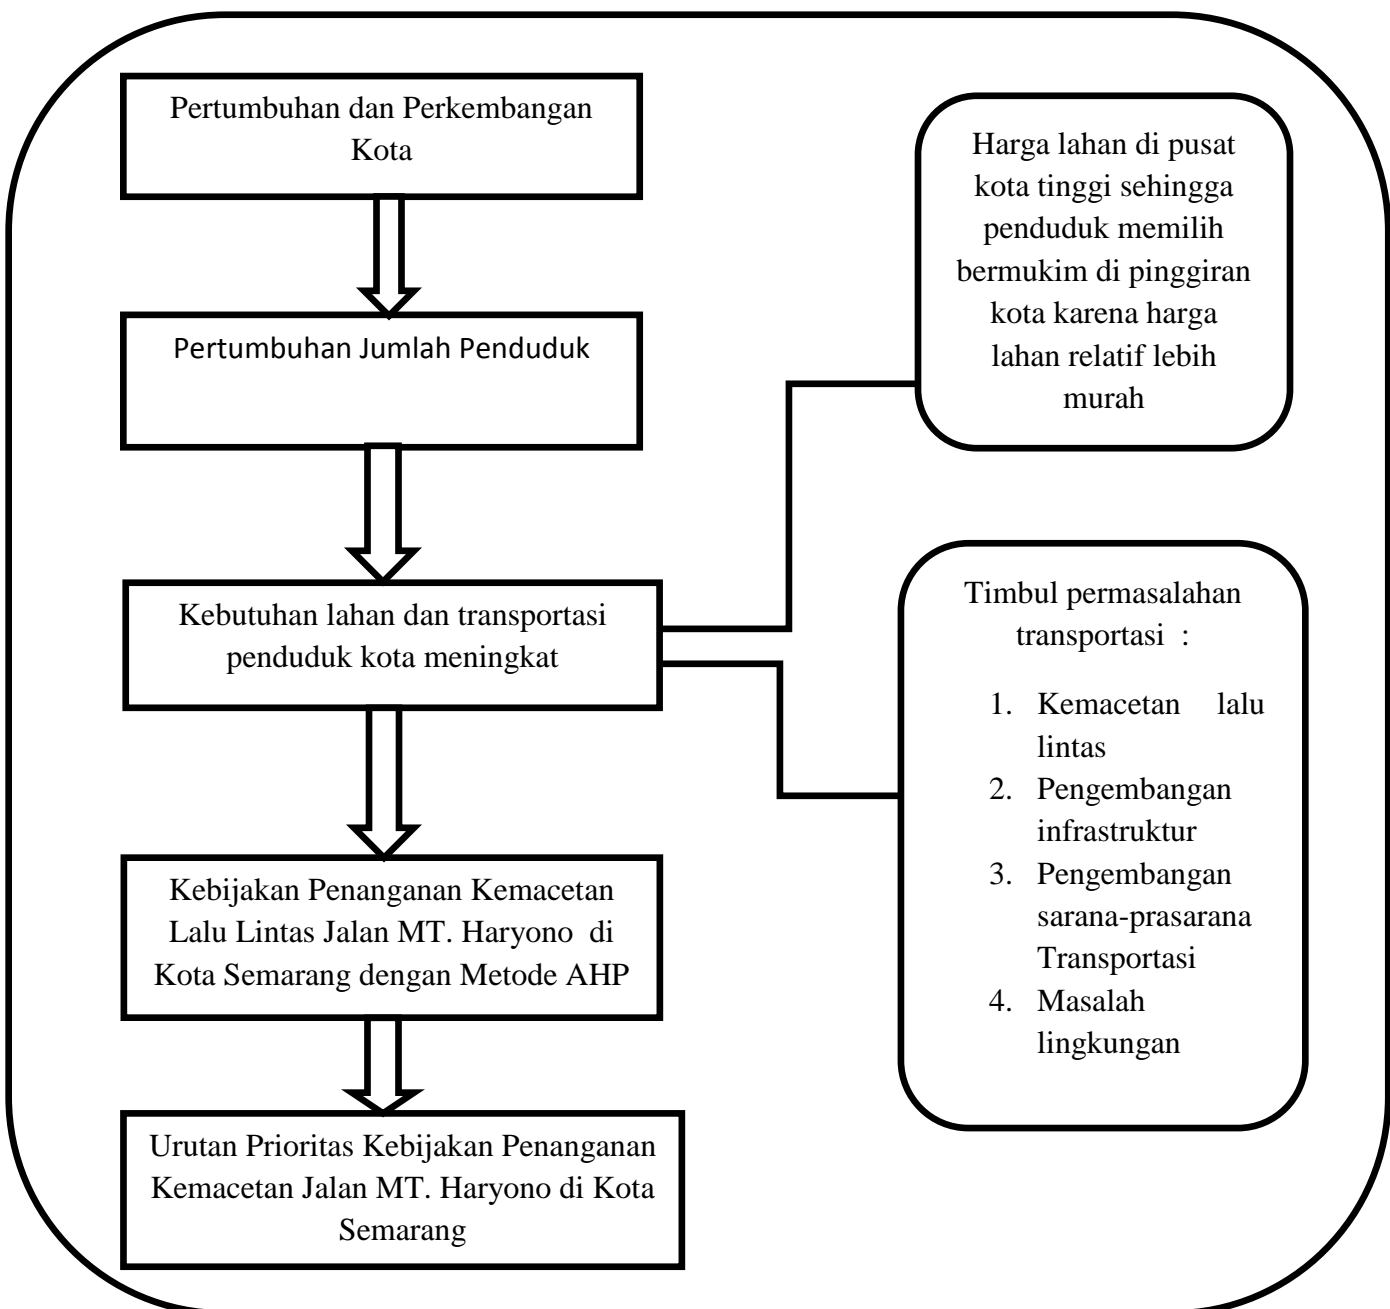 Pertumbuhan dan Perkembangan
Kota
Pertumbuhan Jumlah Penduduk
Kebutuhan lahan dan transportasi
penduduk kota meningkat
Kebijakan Penanganan Kemacetan
Lalu Lintas Jalan MT. Haryono di
Kota Semarang dengan Metode AHP
Urutan Prioritas Kebijakan Penanganan
Kemacetan Jalan MT. Haryono di Kota
Semarang
Harga lahan di pusat
kota tinggi sehingga
penduduk memilih
bermukim di pinggiran
kota karena harga
lahan relatif lebih
murah
Timbul permasalahan
transportasi :
1. Kemacetan lalu
lintas
2. Pengembangan
infrastruktur
3. Pengembangan
sarana-prasarana
Transportasi
4. Masalah
lingkungan